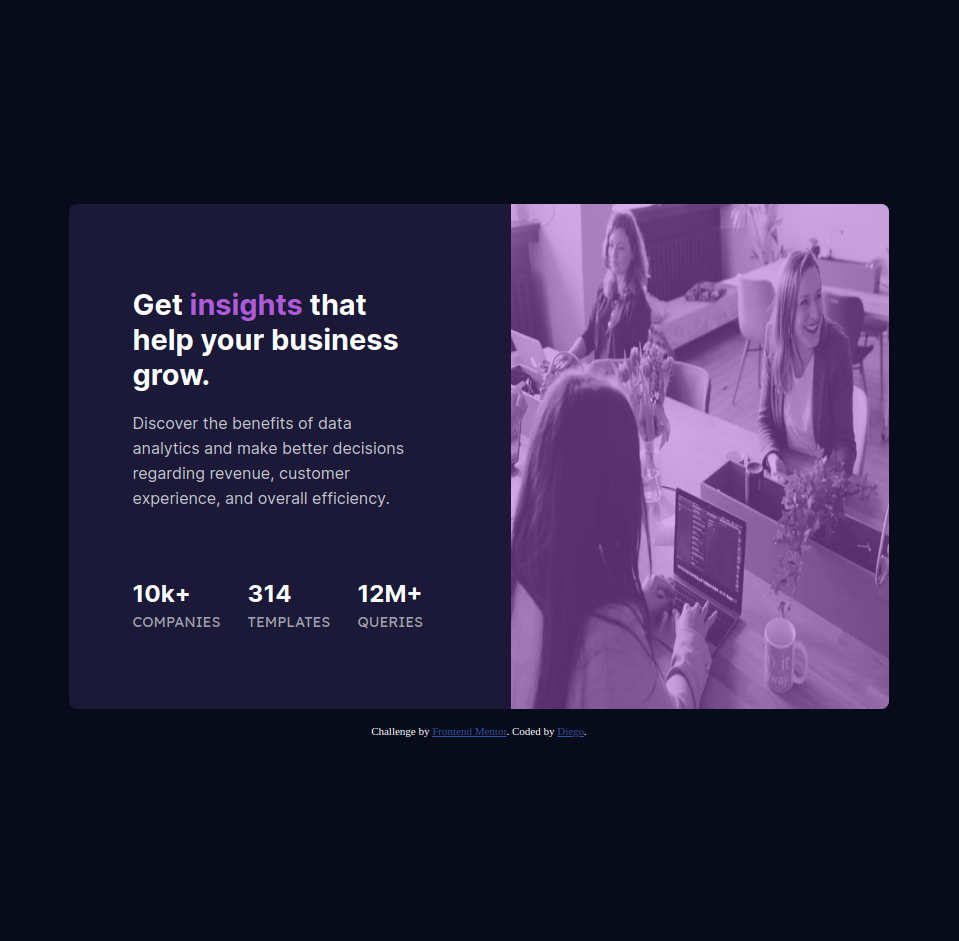 Get insights that
help your business
grow.
Discover the benefits of data
analytics and make better decisions
regarding revenue, customer
experience, and overall efficiency.
10k+ 314 12M+
COMPANIES TEMPLATES QUERIES
Challenge by Frontend Mentor. Coded by Diego.